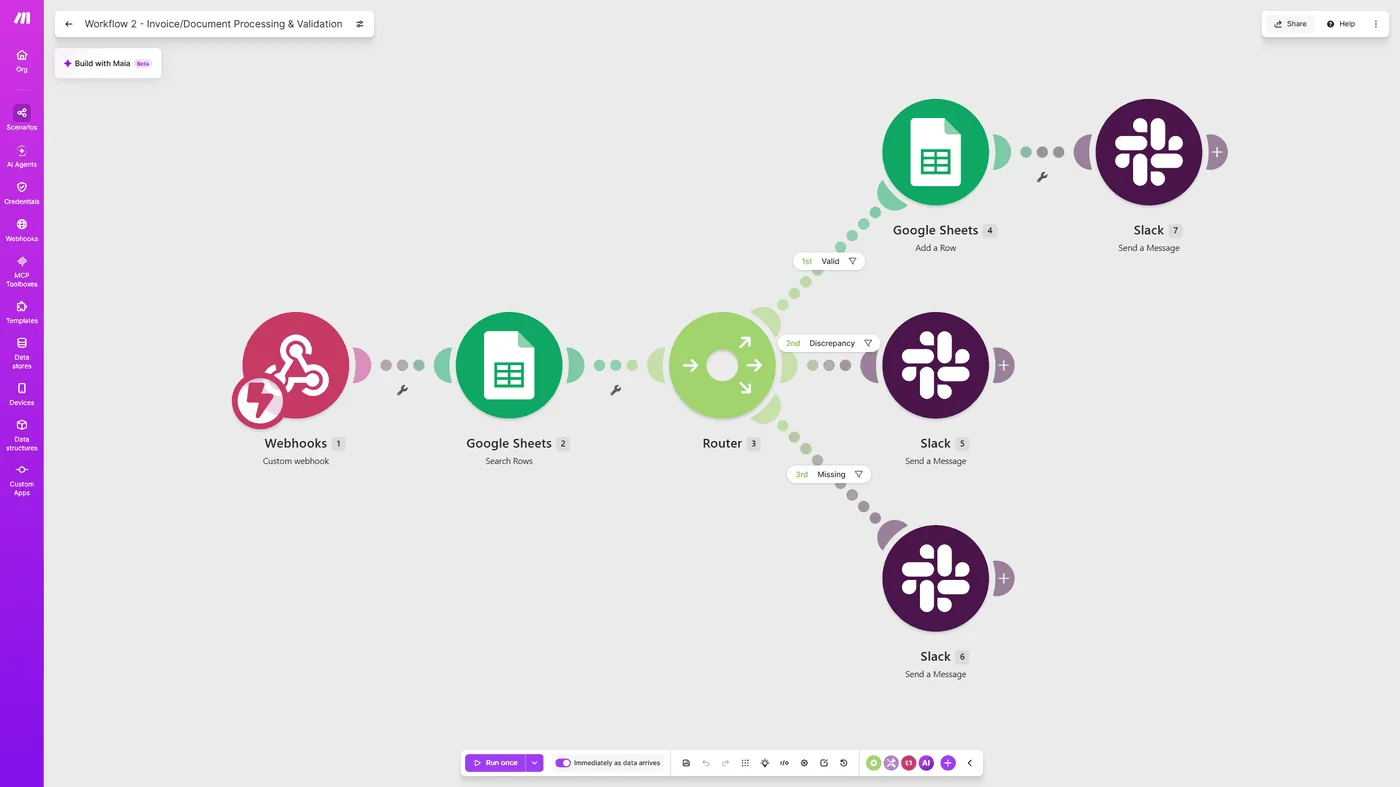 Workflow 2 - Invoice/Document Processing & Validation
Share
Help
Build with Maia Beta
Org
Scenarios
AI Agents
Credentials
Webhooks
MCP
Toolboxes
Templates
Data
stores
Devices
Data
structures
Custom
Apps
Google Sheets 4
Add a Row
Slack 7
Send a Message
1st Valid
2nd Discrepancy
Webhooks 1
Custom webhook
Google Sheets 2
Search Rows
Router 3
Slack 5
Send a Message
3rd Missing
Slack 6
Send a Message
Run once
Immediately as data arrives
AI